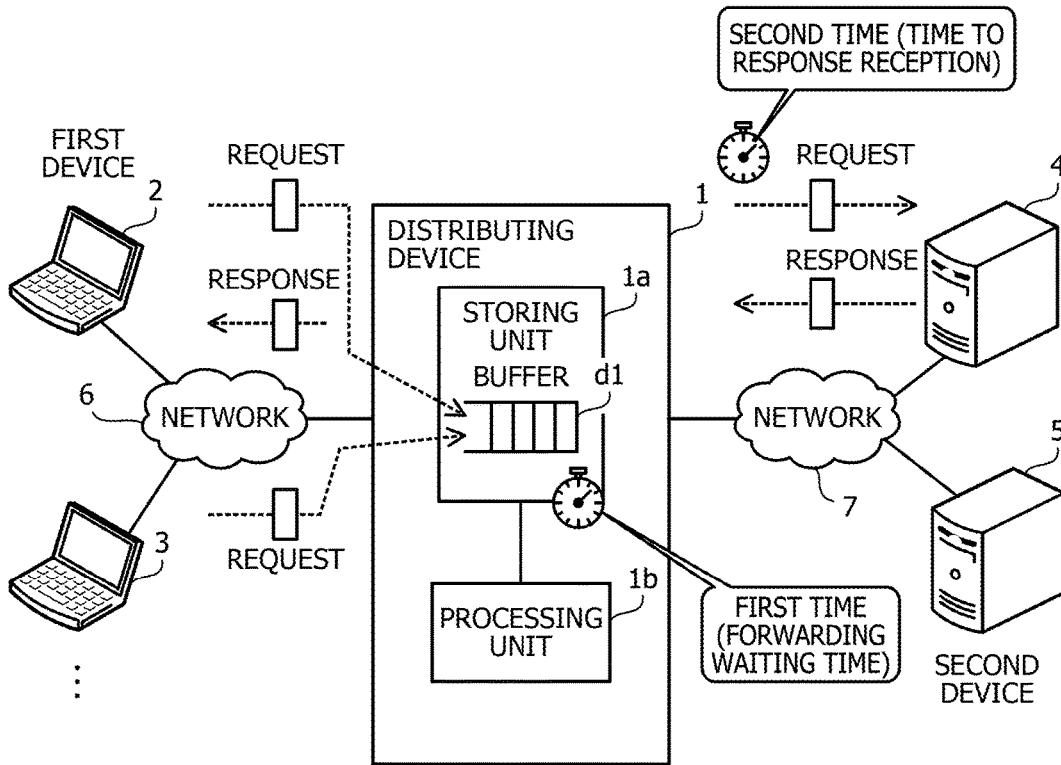 SECOND TIME (TIME TO
RESPONSE RECEPTION)
FIRST
DEVICE
2
REQUEST
RESPONSE
REQUEST
RESPONSE
4
1
DISTRIBUTING
DEVICE
1a
STORING
UNIT
BUFFER
d1
6
NETWORK
NETWORK
7
5
3
REQUEST
1b
PROCESSING
UNIT
FIRST TIME
(FORWARDING
WAITING TIME)
SECOND
DEVICE